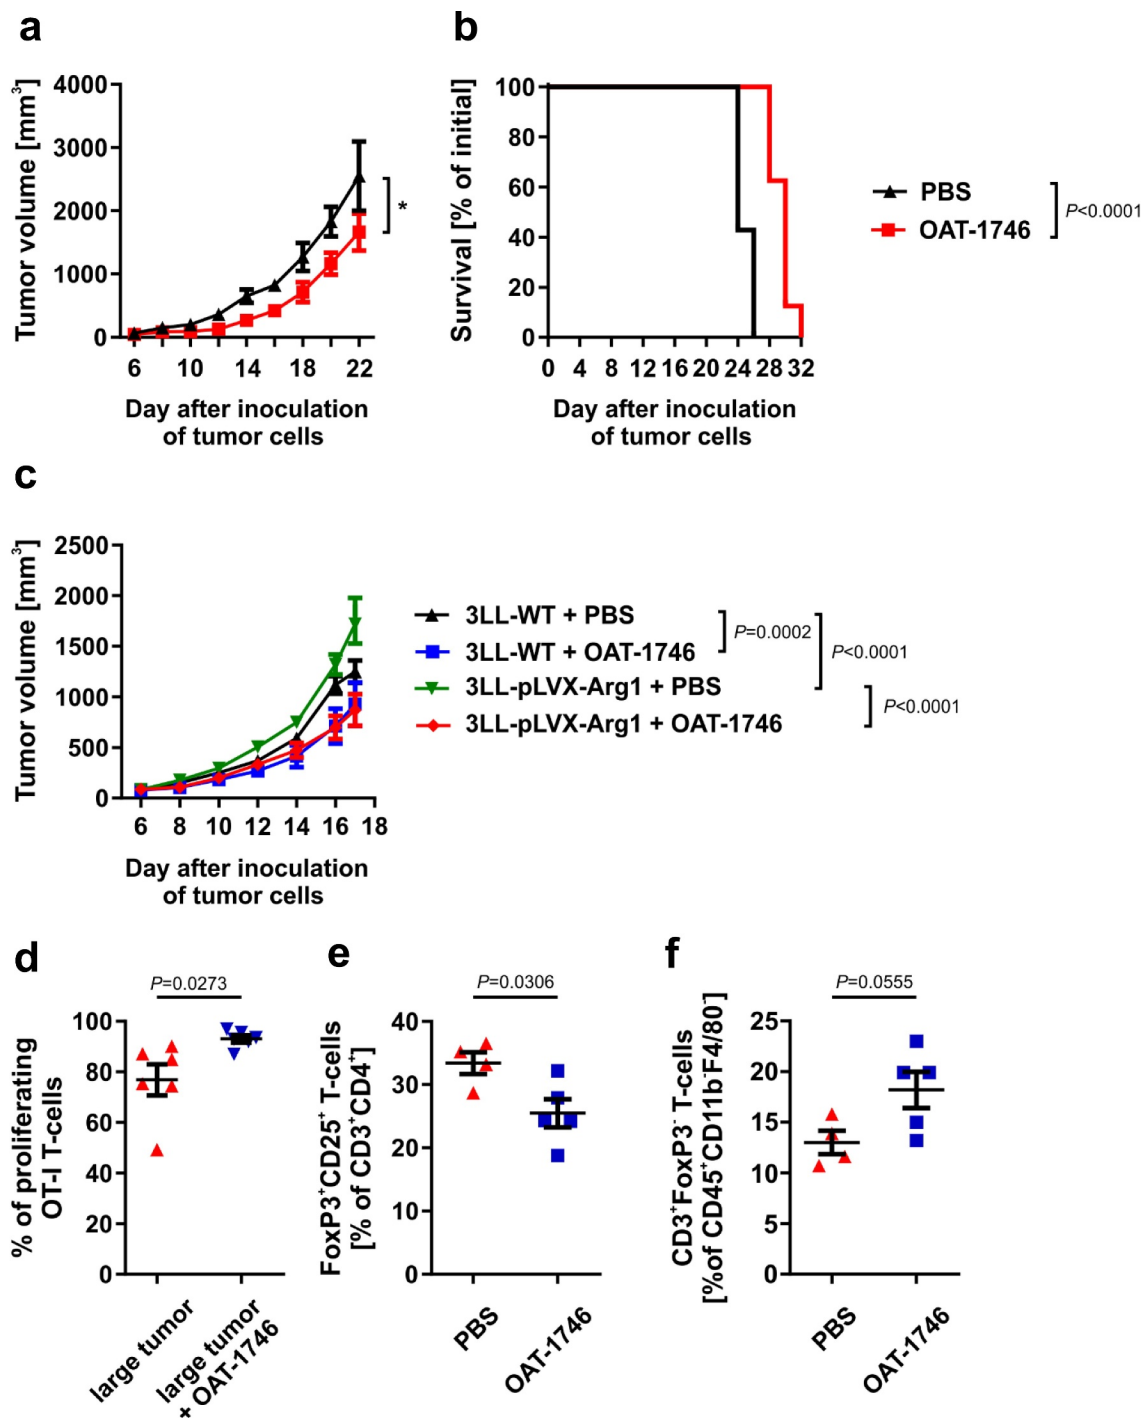 a
Tumor volume [mm³]
4000
3000
2000
1000
0
6 10 14 18 22
Day after inoculation
of tumor cells
*
b
Survival [% of initial]
100
80
60
40
20
0
0 4 8 12 16 20 24 28 32
Day after inoculation
of tumor cells
PBS
OAT-1746
P<0.0001
c
Tumor volume [mm³]
2500
2000
1500
1000
500
0
6 8 10 12 14 16 18
Day after inoculation
of tumor cells
3LL-WT + PBS
3LL-WT + OAT-1746
3LL-pLVX-Arg1 + PBS
3LL-pLVX-Arg1 + OAT-1746
P=0.0002
P<0.0001
P<0.0001
d
% of proliferating
OT-I T-cells
P=0.0273
100
80
60
40
20
0
large tumor
large tumor
+ OAT-1746
e
FoxP3⁺CD25⁺ T-cells
[% of CD3⁺CD4⁺]
P=0.0306
40
30
20
10
0
PBS
OAT-1746
f
CD3⁺FoxP3⁻ T-cells
[%of CD45⁺CD11b⁻F4/80⁻]
P=0.0555
25
20
15
10
5
0
PBS
OAT-1746